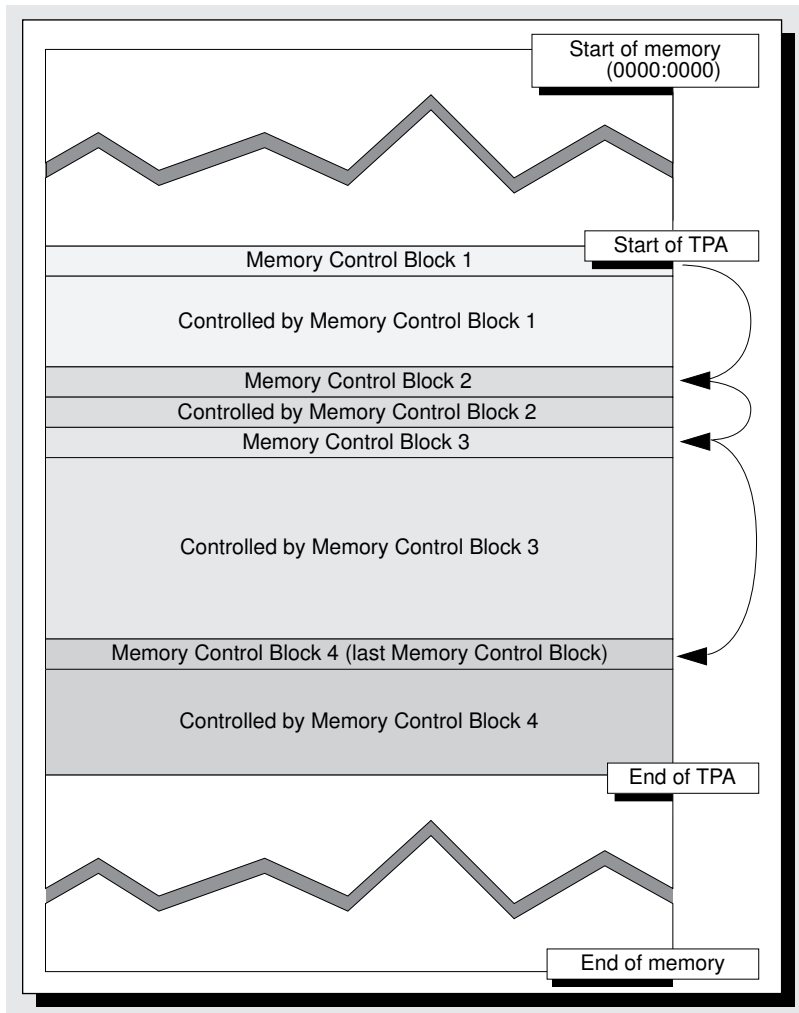 Start of memory
(0000:0000)
Start of TPA
Memory Control Block 1
Controlled by Memory Control Block 1
Memory Control Block 2
Controlled by Memory Control Block 2
Memory Control Block 3
Controlled by Memory Control Block 3
Memory Control Block 4 (last Memory Control Block)
Controlled by Memory Control Block 4
End of TPA
End of memory